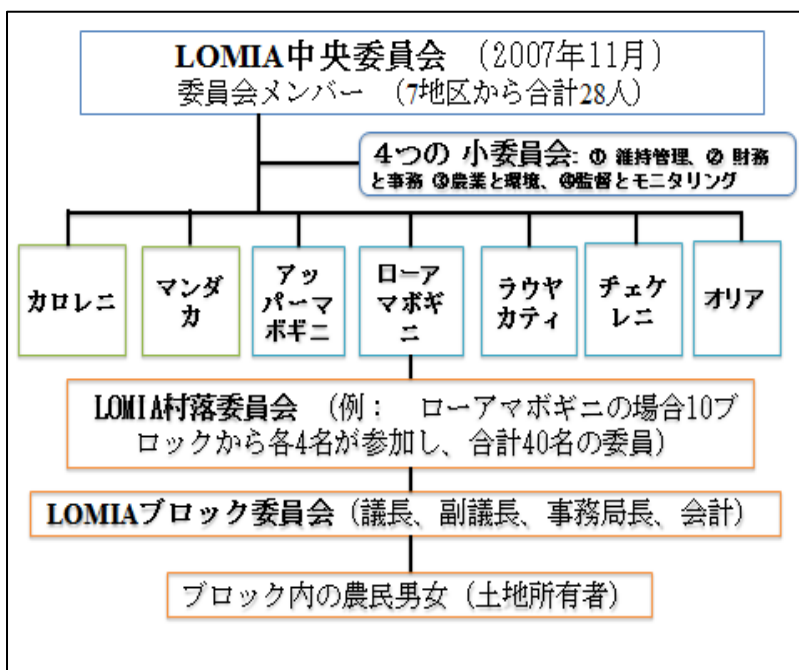 LOMIA中央委員会 (2007年11月)
委員会メンバー (7地区から合計28人)
4つの 小委員会: ① 維持管理、② 財務
と事務 ③農業と環境、④監督とモニタリング
カロレニ
マンダ
カ
アッ
パーマ
ボギニ
ローア
マボギ
ニ
ラウヤ
カティ
チェケ
レニ
オリア
LOMIA村落委員会 (例： ローアマボギニの場合10ブ
ロックから各4名が参加し、合計40名の委員)
LOMIAブロック委員会(議長、副議長、事務局長、会計)
ブロック内の農民男女(土地所有者)